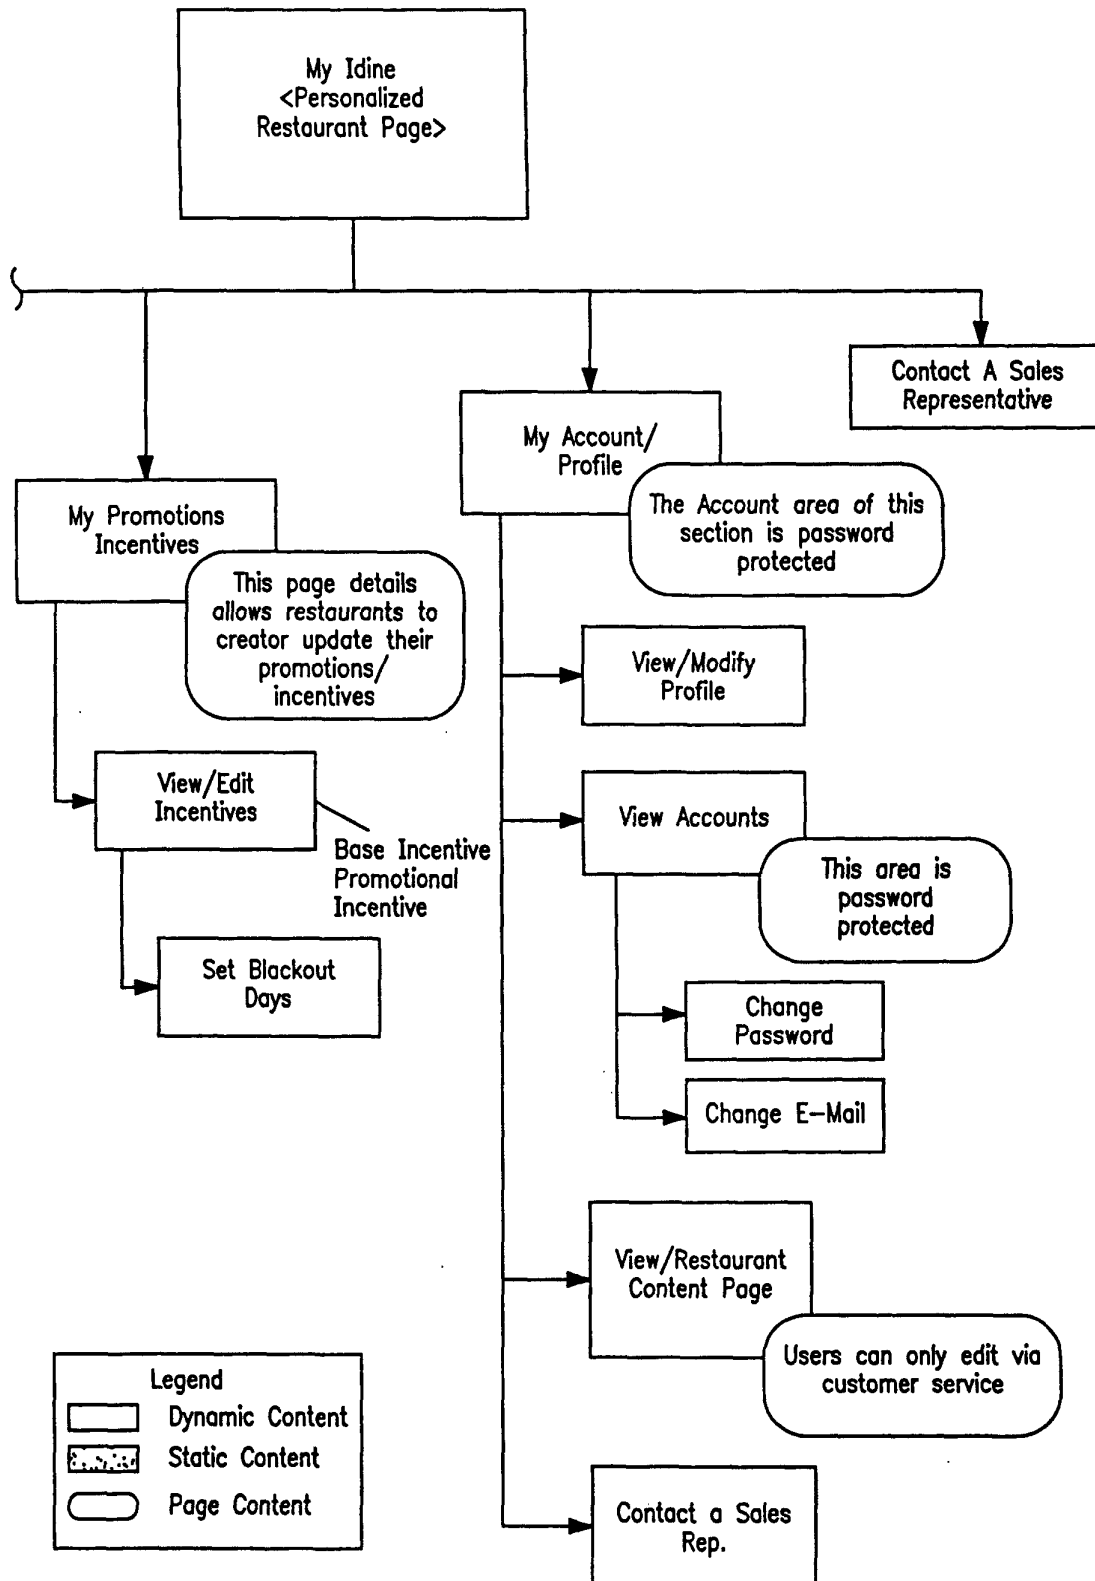 My Idine
<Personalized
Restaurant Page>
Contact A Sales
Representative
My Account/
Profile
The Account area of this
section is password
protected
My Promotions
Incentives
This page details
allows restaurants to
creator update their
promotions/
incentives
View/Modify
Profile
View/Edit
Incentives
Base Incentive
Promotional
Incentive
View Accounts
This area is
password
protected
Set Blackout
Days
Change
Password
Change E-Mail
View/Restaurant
Content Page
Users can only edit via
customer service
Legend
Dynamic Content
Static Content
Page Content
Contact a Sales
Rep.